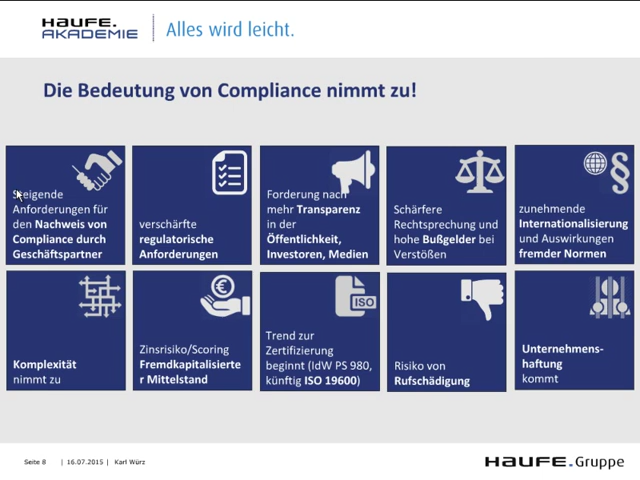 HAUFE.
AKADEMIE
Alles wird leicht.
Die Bedeutung von Compliance nimmt zu!
Steigende
Anforderungen für
den Nachweis von
Compliance durch
Geschäftspartner
verschärfte
regulatorische
Anforderungen
Forderung nach
mehr Transparenz
in der
Öffentlichkeit,
Investoren, Medien
Schärfere
Rechtsprechung und
hohe Bußgelder bei
Verstößen
§
zunehmende
Internationalisierung
und Auswirkungen
fremder Normen
Komplexität
nimmt zu
€
Zinsrisiko/Scoring
Fremdkapitalisierte
r Mittelstand
ISO
Trend zur
Zertifizierung
beginnt (IdW PS 980,
künftig ISO 19600)
Risiko von
Rufschädigung
Unternehmens-
haftung
kommt
Seite 8 | 16.07.2015 | Karl Würz
HAUFE.Gruppe